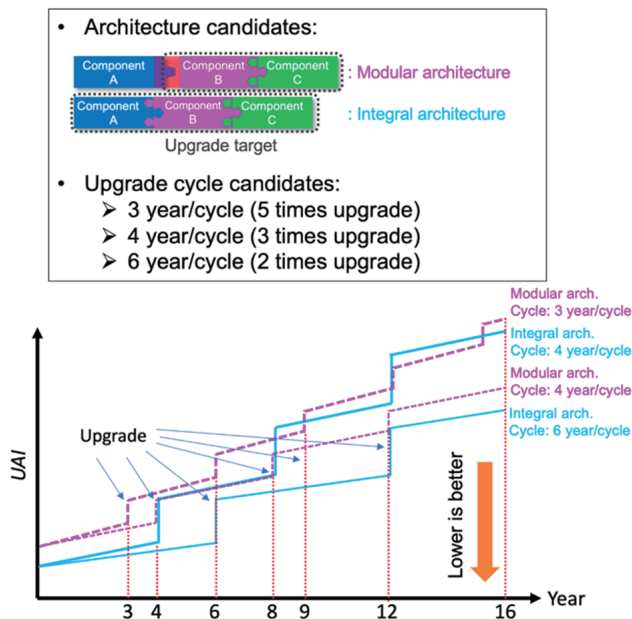 • Architecture candidates:
Component A
Component B
Component C
: Modular architecture
Component A
Component B
Component C
: Integral architecture
Upgrade target
• Upgrade cycle candidates:
➢ 3 year/cycle (5 times upgrade)
➢ 4 year/cycle (3 times upgrade)
➢ 6 year/cycle (2 times upgrade)
Modular arch.
Cycle: 3 year/cycle
Integral arch.
Cycle: 4 year/cycle
Modular arch.
Cycle: 4 year/cycle
Integral arch.
Cycle: 6 year/cycle
Upgrade
UAI
Lower is better
3 4 6 8 9 12 16 Year